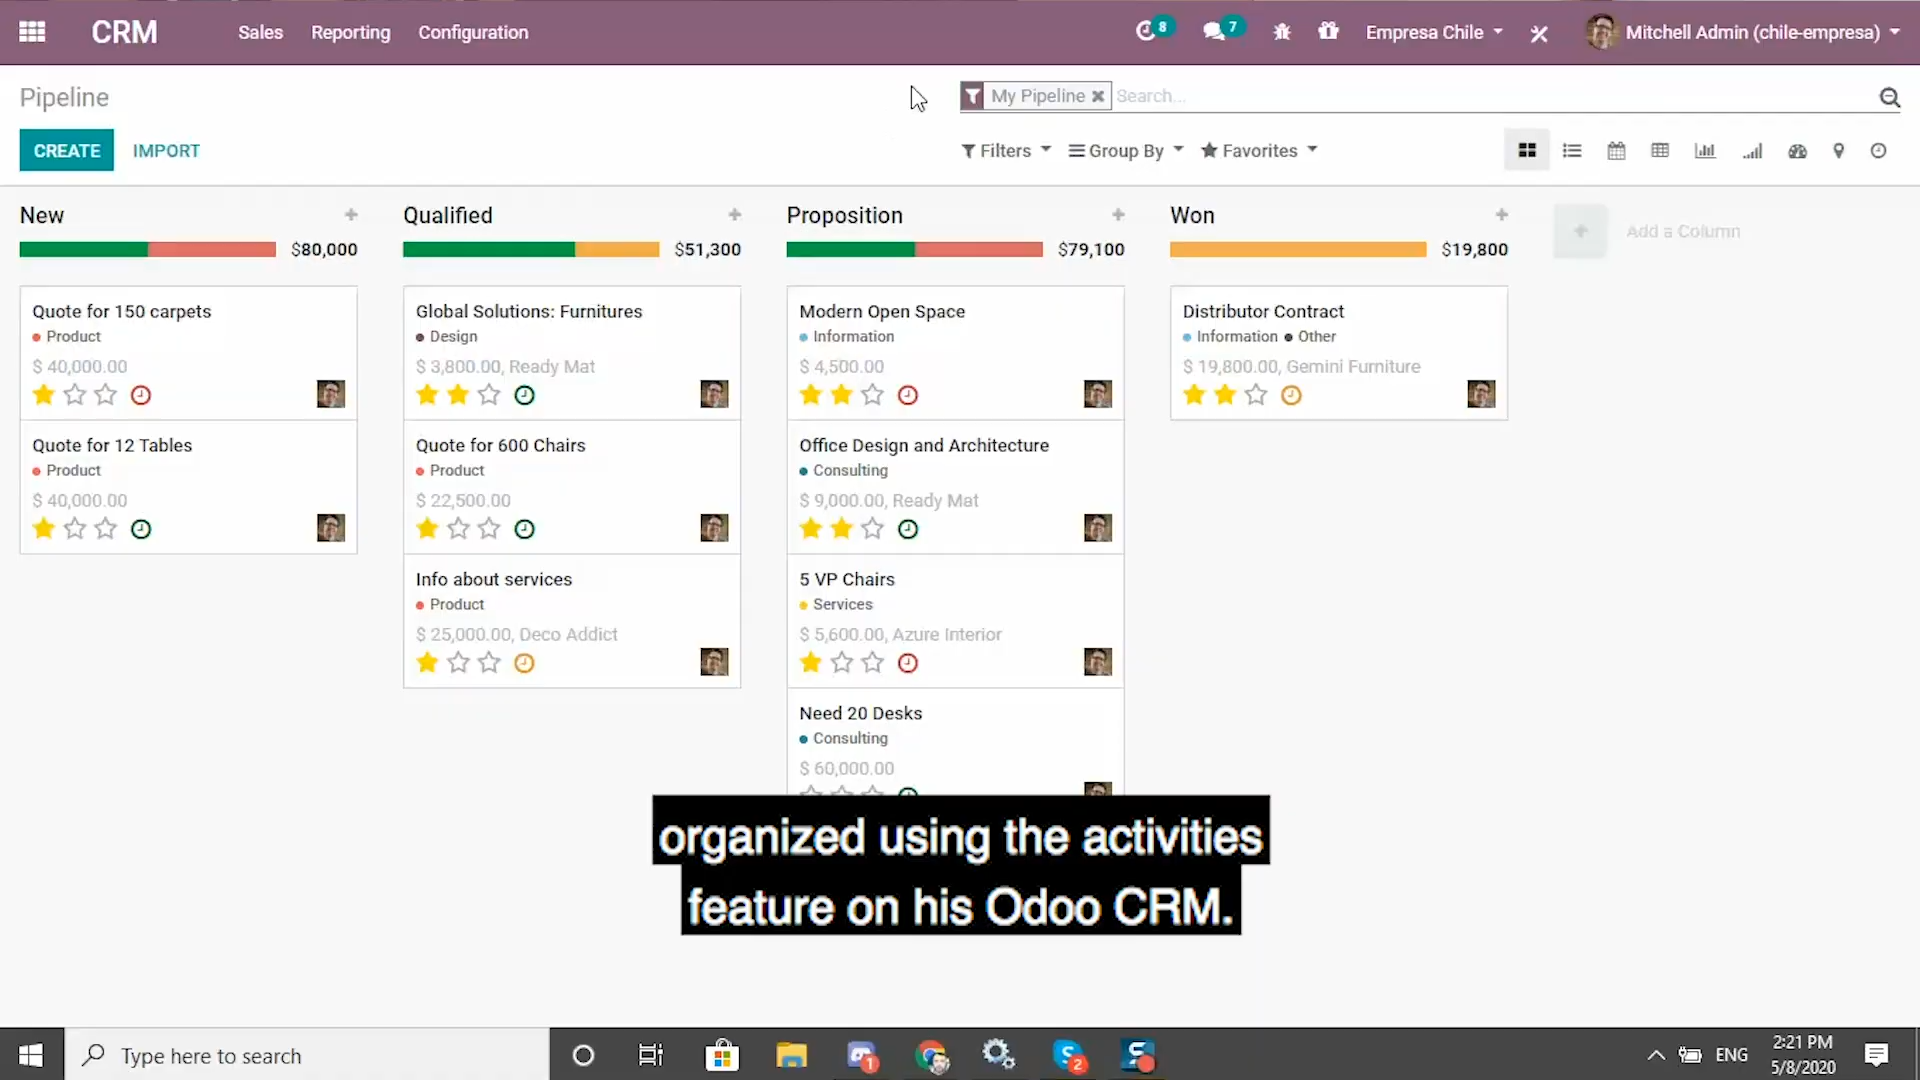 CRM Sales Reporting Configuration 8 7 Empresa Chile Mitchell Admin (chile-empresa)
Pipeline
My Pipeline Search...
CREATE IMPORT
Filters Group By Favorites
New
$80,000
Quote for 150 carpets
Product
$ 40,000.00
Quote for 12 Tables
Product
$ 40,000.00
Qualified
$51,300
Global Solutions: Furnitures
Design
$ 3,800.00, Ready Mat
Quote for 600 Chairs
Product
$ 22,500.00
Info about services
Product
$ 25,000.00, Deco Addict
Proposition
$79,100
Modern Open Space
Information
$ 4,500.00
Office Design and Architecture
Consulting
$ 9,000.00, Ready Mat
5 VP Chairs
Services
$ 5,600.00, Azure Interior
Need 20 Desks
Consulting
$ 60,000.00
Won
$19,800
Distributor Contract
Information Other
$ 19,800.00, Gemini Furniture
Add a Column
organized using the activities
feature on his Odoo CRM.
Type here to search
1
2
ENG
2:21 PM
5/8/2020